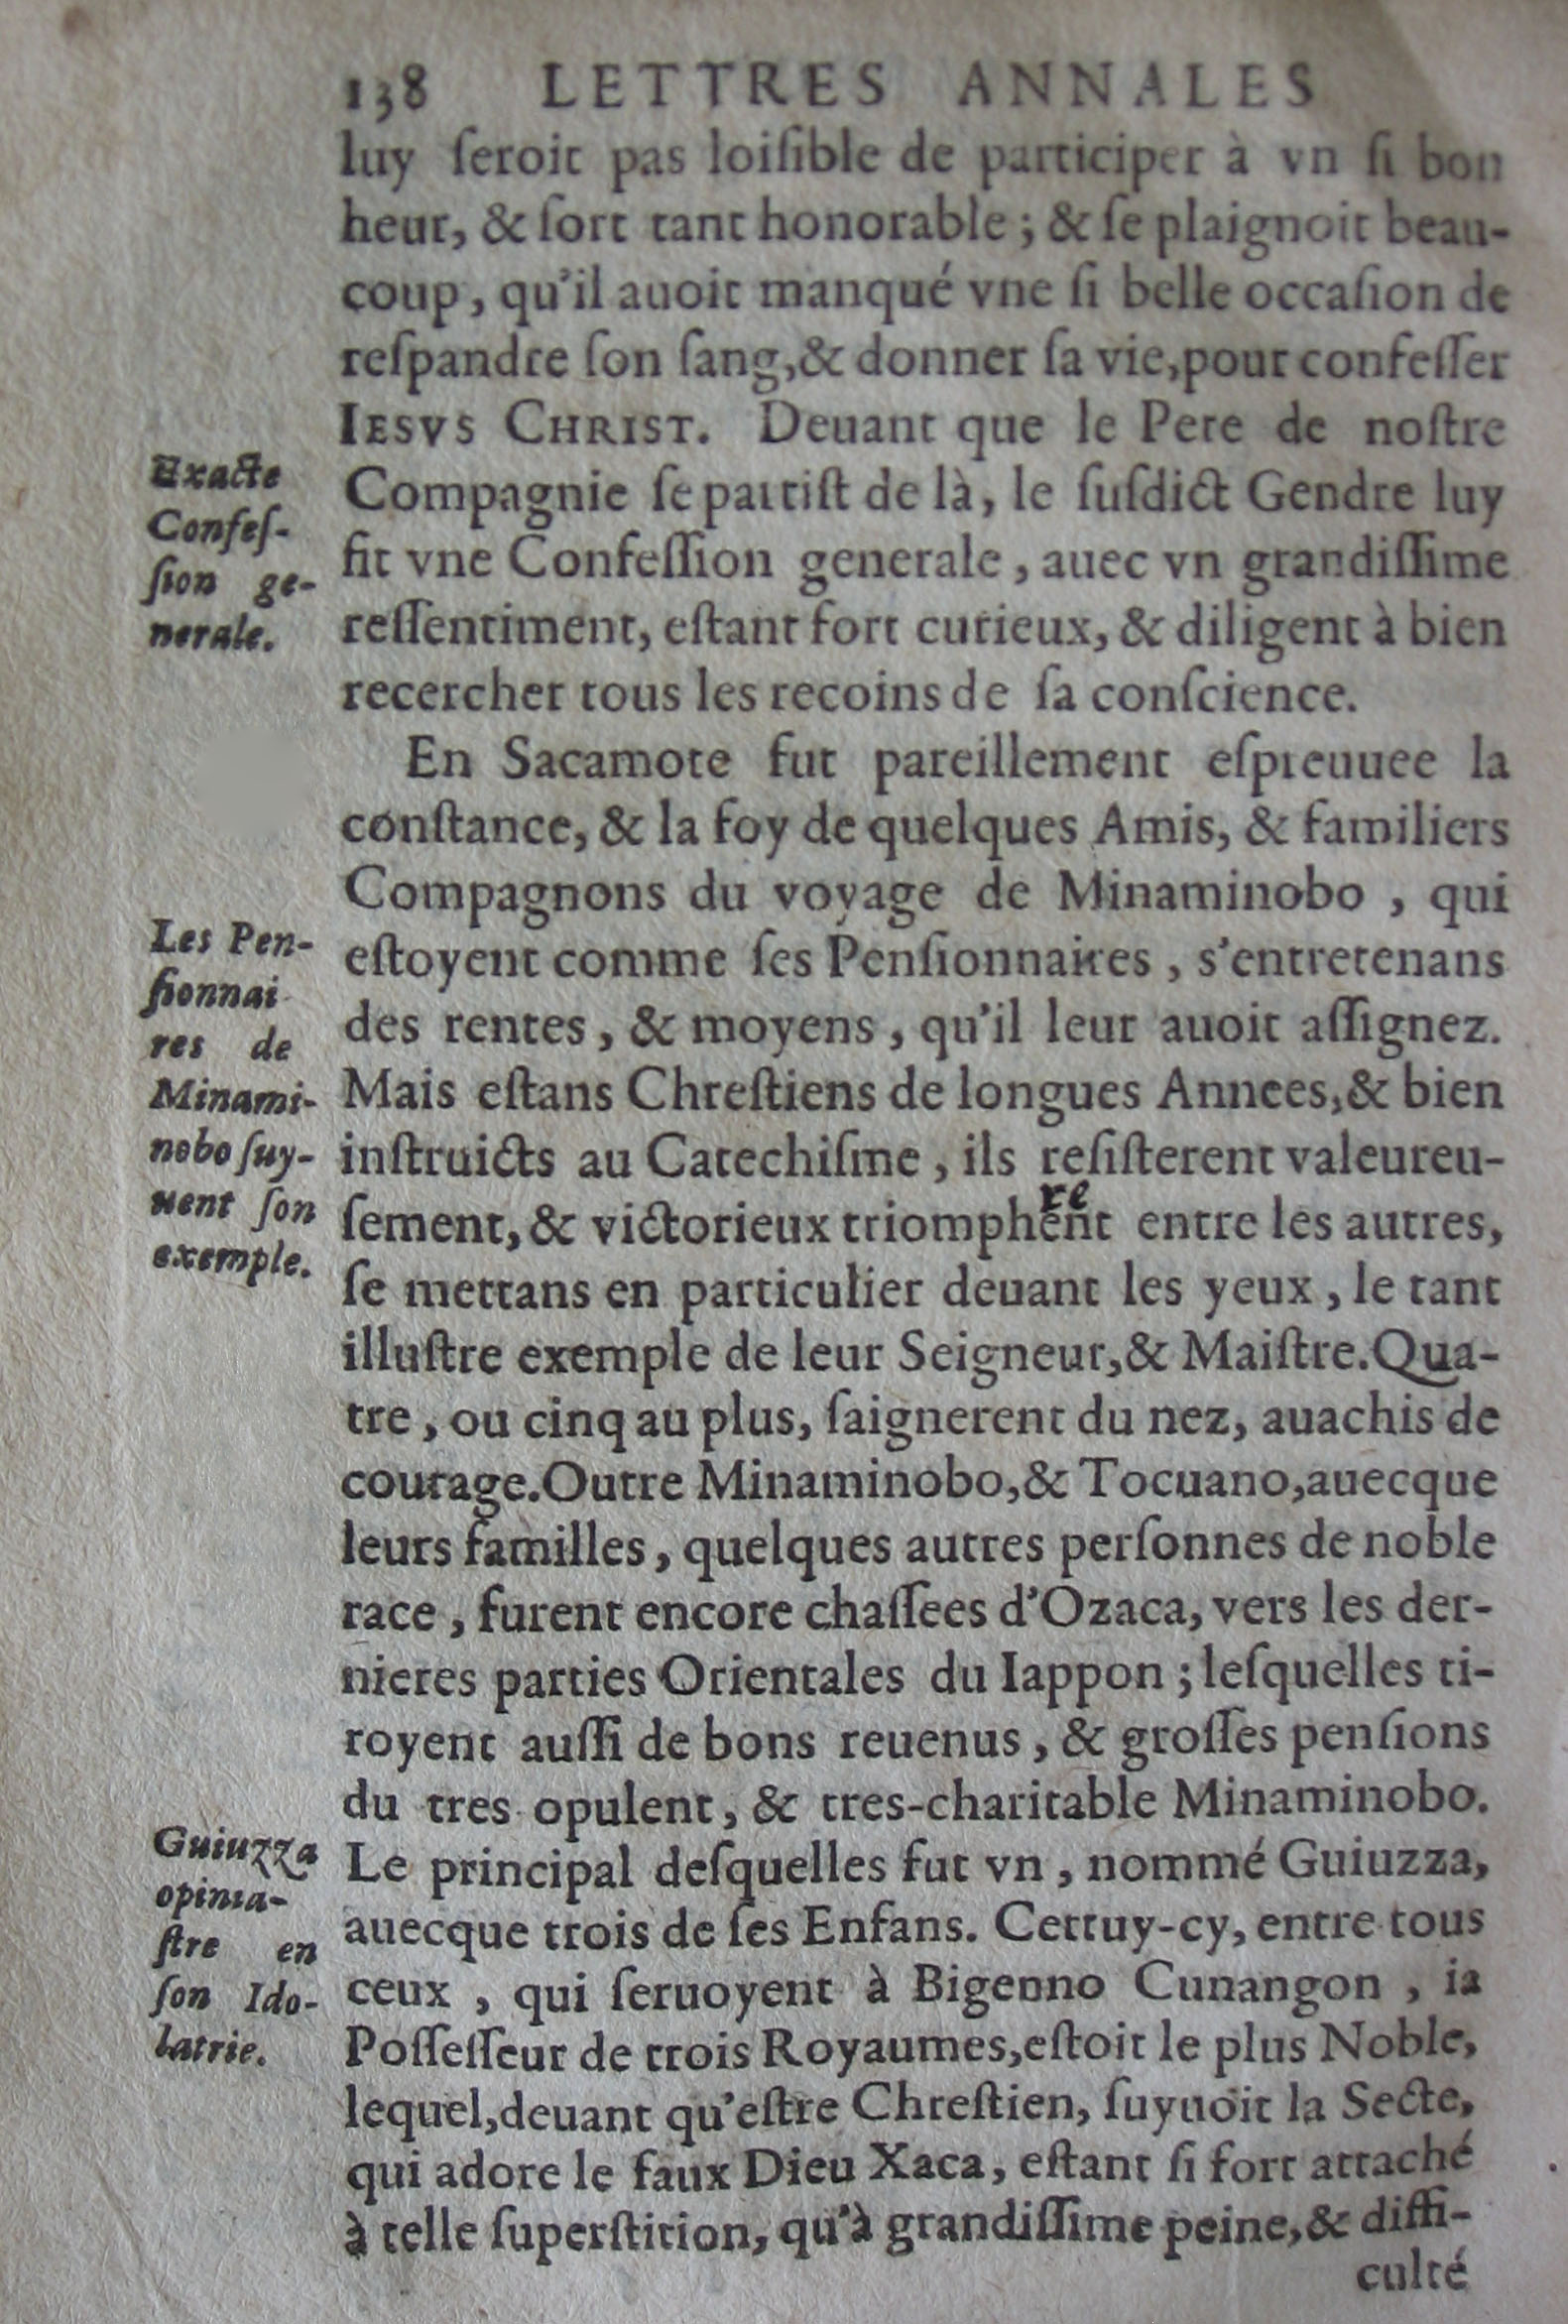 138 LETTRES ANNALES
luy ſeroit pas loiſible de participer à vn ſi bon
heur, & ſort tant honorable ; & ſe plaignoit beau-
coup, qu'il auoit manqué vne ſi belle occaſion de
reſpandre ſon ſang,& donner ſa vie,pour confeſſer
IESVS CHRIST. Deuant que le Pere de noſtre
Compagnie ſe partiſt de là, le ſuſdict Gendre luy
fit vne Confeſſion generale, auec vn grandiſſime
reſſentiment, eſtant fort curieux, & diligent à bien
recercher tous les recoins de ſa conſcience.
Exacte
Confeſ-
ſion ge-
nerale.
En Sacamote fut pareillement eſpreuuee la
conſtance, & la foy de quelques Amis, & familiers
Compagnons du voyage de Minaminobo , qui
eſtoyent comme ſes Penſionnaires , s'entretenans
des rentes, & moyens , qu'il leur auoit aſſignez.
Mais eſtans Chreſtiens de longues Annees,& bien
inſtruicts au Catechiſme , ils reſiſterent valeureu-
ſement, & victorieux triomphent entre les autres,
re
ſe mettans en particulier deuant les yeux , le tant
illuſtre exemple de leur Seigneur,& Maiſtre.Qua-
tre , ou cinq au plus, ſaignerent du nez, auachis de
courage.Outre Minaminobo,& Tocuano,auecque
leurs familles, quelques autres perſonnes de noble
race , furent encore chaſſees d'Ozaca, vers les der-
nieres parties Orientales du Iappon ; leſquelles ti-
royent auſſi de bons reuenus , & groſſes penſions
du tres opulent, & tres-charitable Minaminobo.
Les Pen-
ſionnai
res de
Minami-
nobo ſuy-
uent ſon
exemple.
Le principal deſquelles fut vn , nommé Guiuzza,
auecque trois de ſes Enfans. Cettuy-cy, entre tous
ceux , qui ſeruoyent à Bigenno Cunangon , ia
Poſſeſſeur de trois Royaumes,eſtoit le plus Noble,
lequel,deuant qu'eſtre Chreſtien, ſuyuoit la Secte,
qui adore le faux Dieu Xaca, eſtant ſi fort attaché
à telle ſuperſtition, qu'à grandiſſime peine,& diffi-
Guiuzza
opinia-
ſtre en
ſon Ido-
latrie.
culté